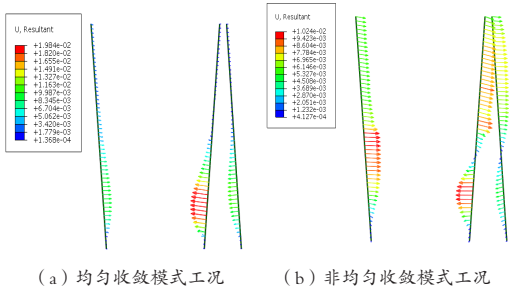 U, Resultant
+1.984e-02
+1.820e-02
+1.655e-02
+1.491e-02
+1.327e-02
+1.163e-02
+9.987e-03
+8.345e-03
+6.704e-03
+5.062e-03
+3.420e-03
+1.779e-03
+1.368e-04
U, Resultant
+1.024e-02
+9.423e-03
+8.604e-03
+7.784e-03
+6.965e-03
+6.146e-03
+5.327e-03
+4.508e-03
+3.689e-03
+2.870e-03
+2.051e-03
+1.232e-03
+4.127e-04
（a）均匀收敛模式工况
（b）非均匀收敛模式工况